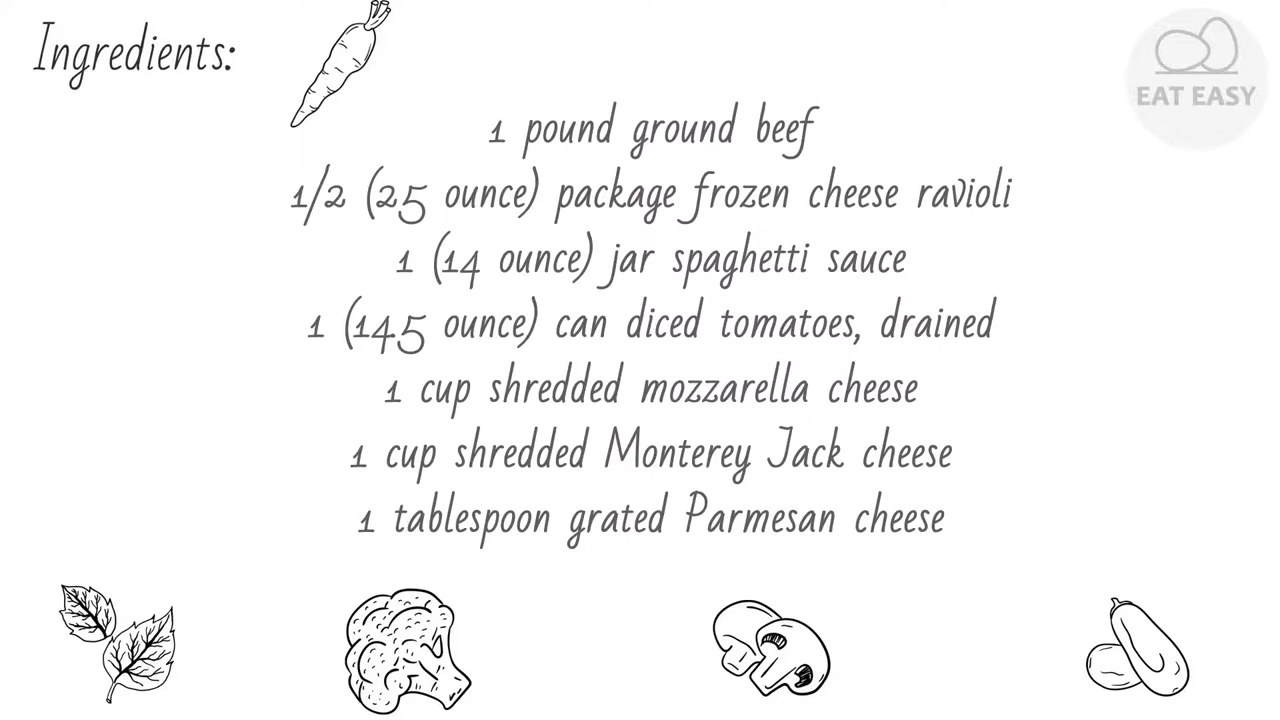 Ingredients:
EAT EASY
1 pound ground beef
1/2 (25 ounce) package frozen cheese ravioli
1 (14 ounce) jar spaghetti sauce
1 (145 ounce) can diced tomatoes, drained
1 cup shredded mozzarella cheese
1 cup shredded Monterey Jack cheese
1 tablespoon grated Parmesan cheese